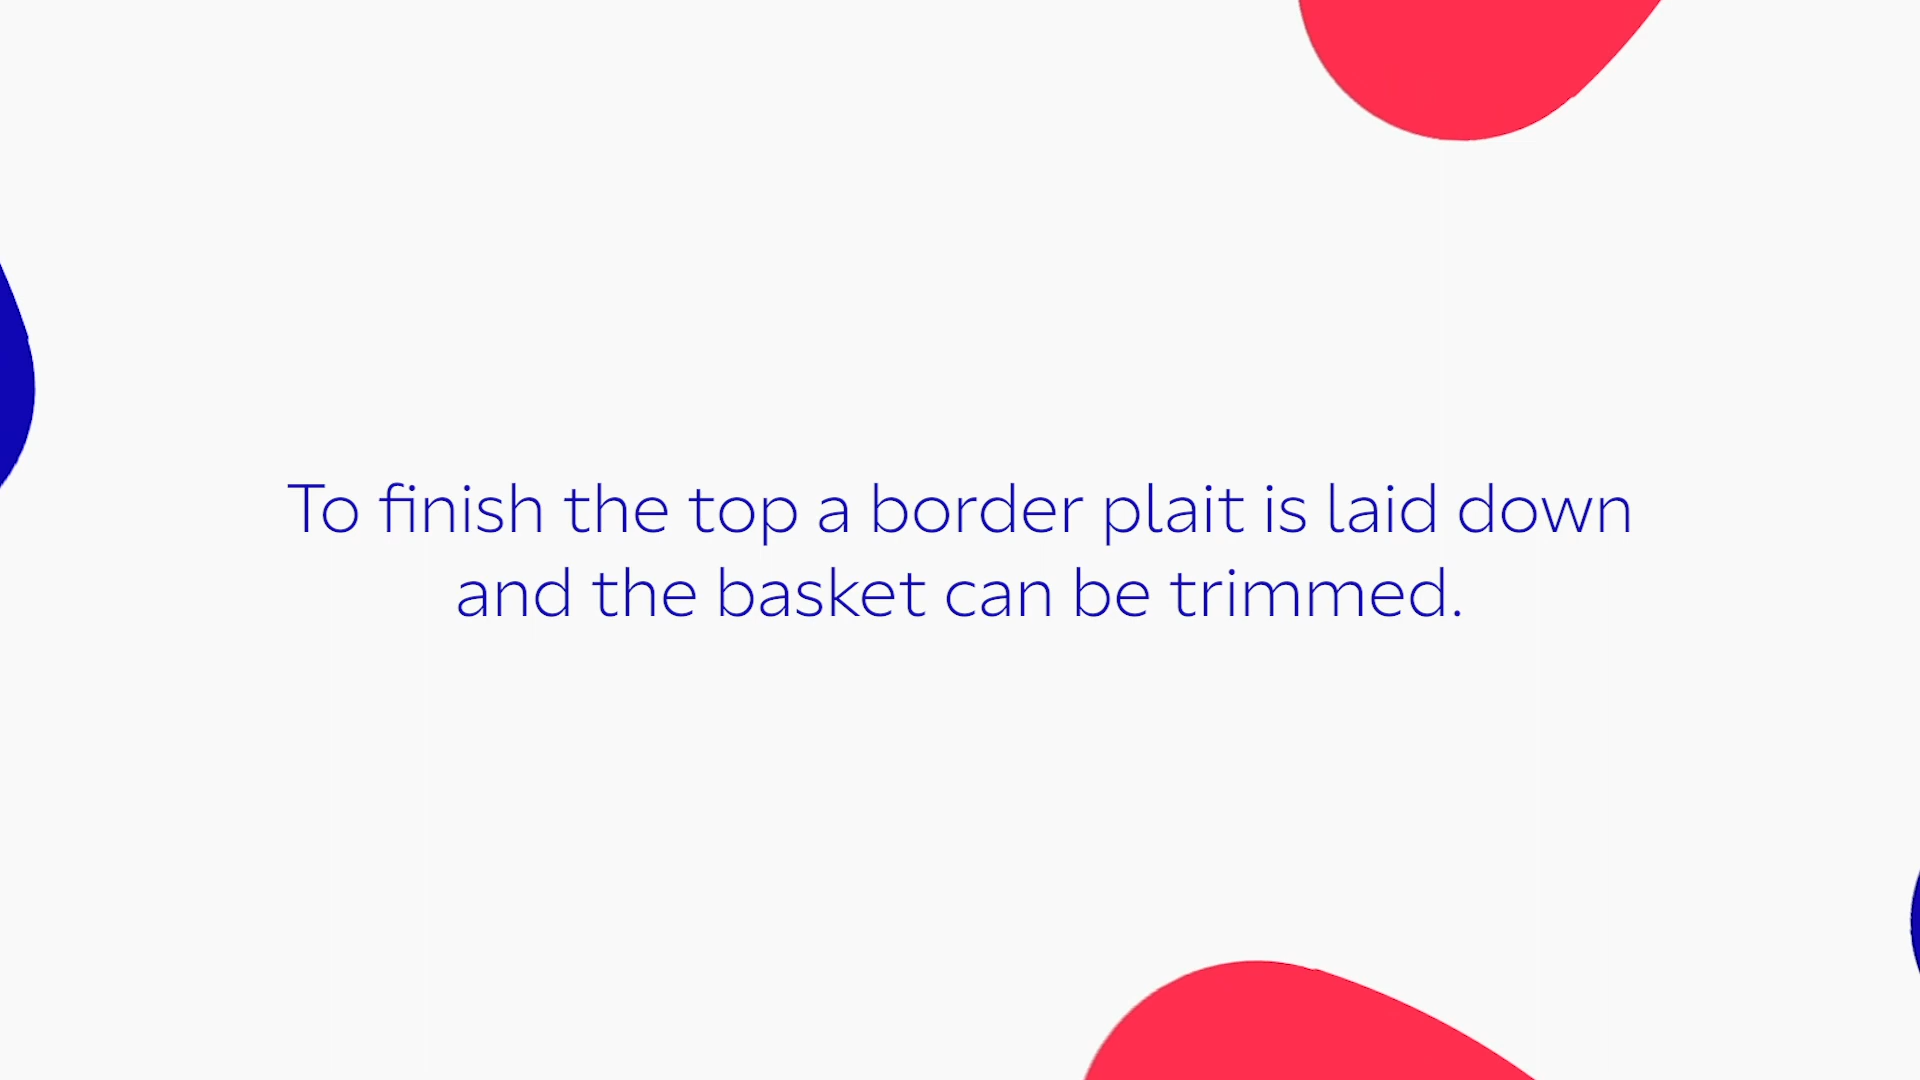 To finish the top a border plait is laid down
and the basket can be trimmed.